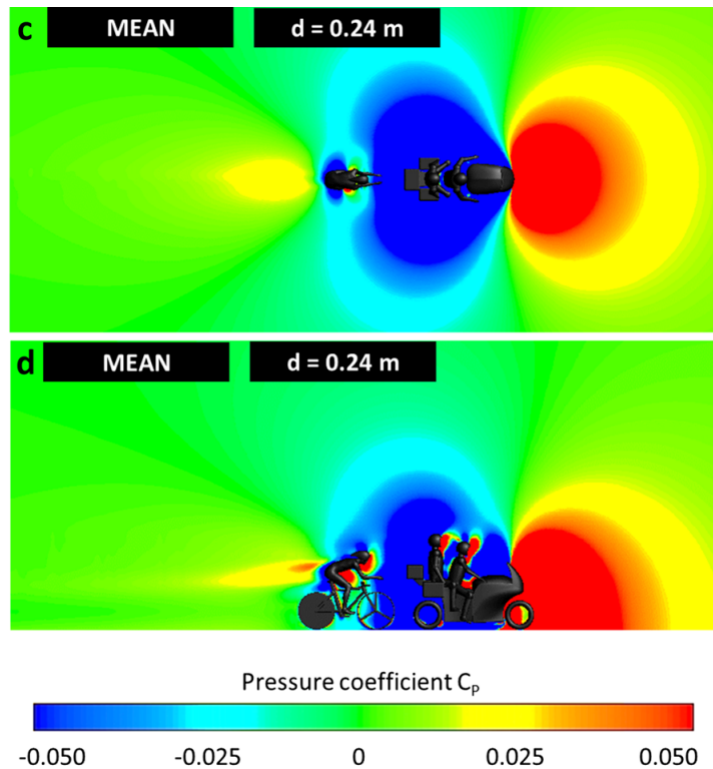 c
MEAN
d = 0.24 m
d
MEAN
d = 0.24 m
Pressure coefficient CP
-0.050 -0.025 0 0.025 0.050